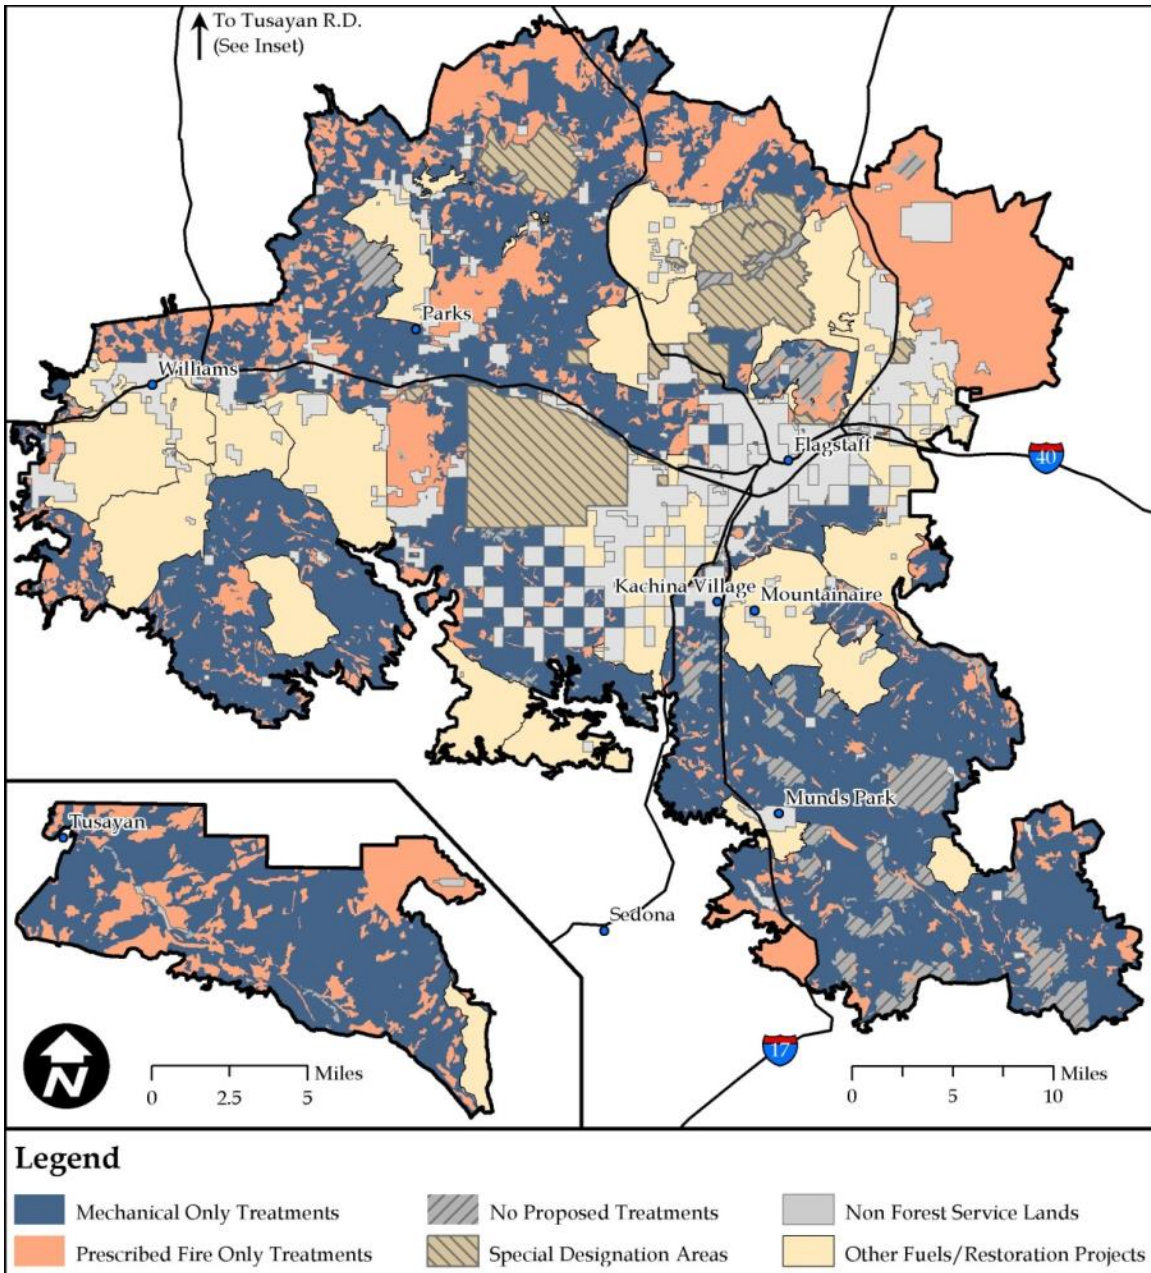 To Tusayan R.D.
(See Inset)
Parks
Williams
Flagstaff
40
Kachina Village
Mountainaire
Munds Park
Tusayan
Sedona
17
N
Miles
0 2.5 5
Miles
0 5 10
Legend
Mechanical Only Treatments
No Proposed Treatments
Non Forest Service Lands
Prescribed Fire Only Treatments
Special Designation Areas
Other Fuels/Restoration Projects